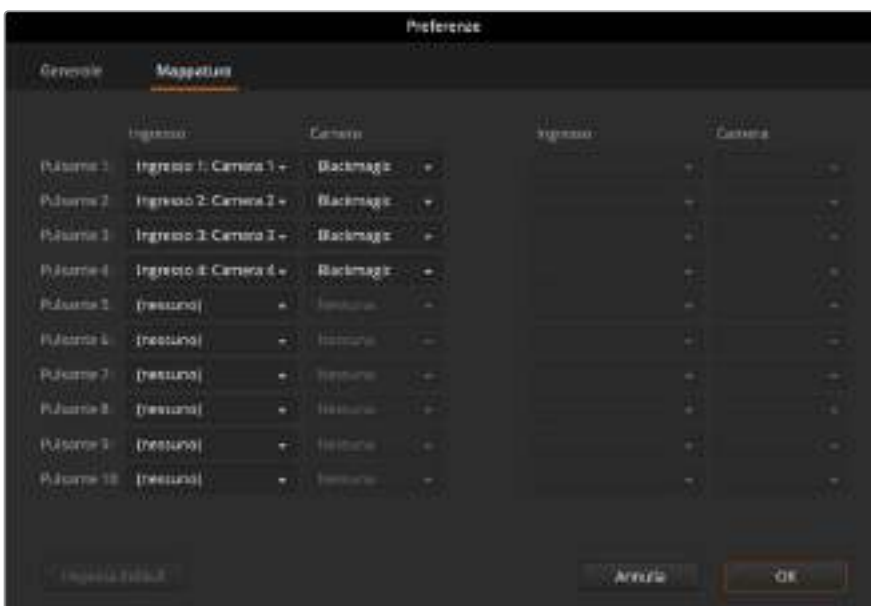 Preferenze
Generale Mappatura
Ingresso Camera Ingresso Camera
Pulsante 1: Ingresso 1: Camera 1 Blackmagic
Pulsante 2: Ingresso 2: Camera 2 Blackmagic
Pulsante 3: Ingresso 3: Camera 3 Blackmagic
Pulsante 4: Ingresso 4: Camera 4 Blackmagic
Pulsante 5: (nessuno) Nessuna
Pulsante 6: (nessuno) Nessuna
Pulsante 7: (nessuno) Nessuna
Pulsante 8: (nessuno) Nessuna
Pulsante 9: (nessuno) Nessuna
Pulsante 10: (nessuno) Nessuna
Imposta Default Annulla OK